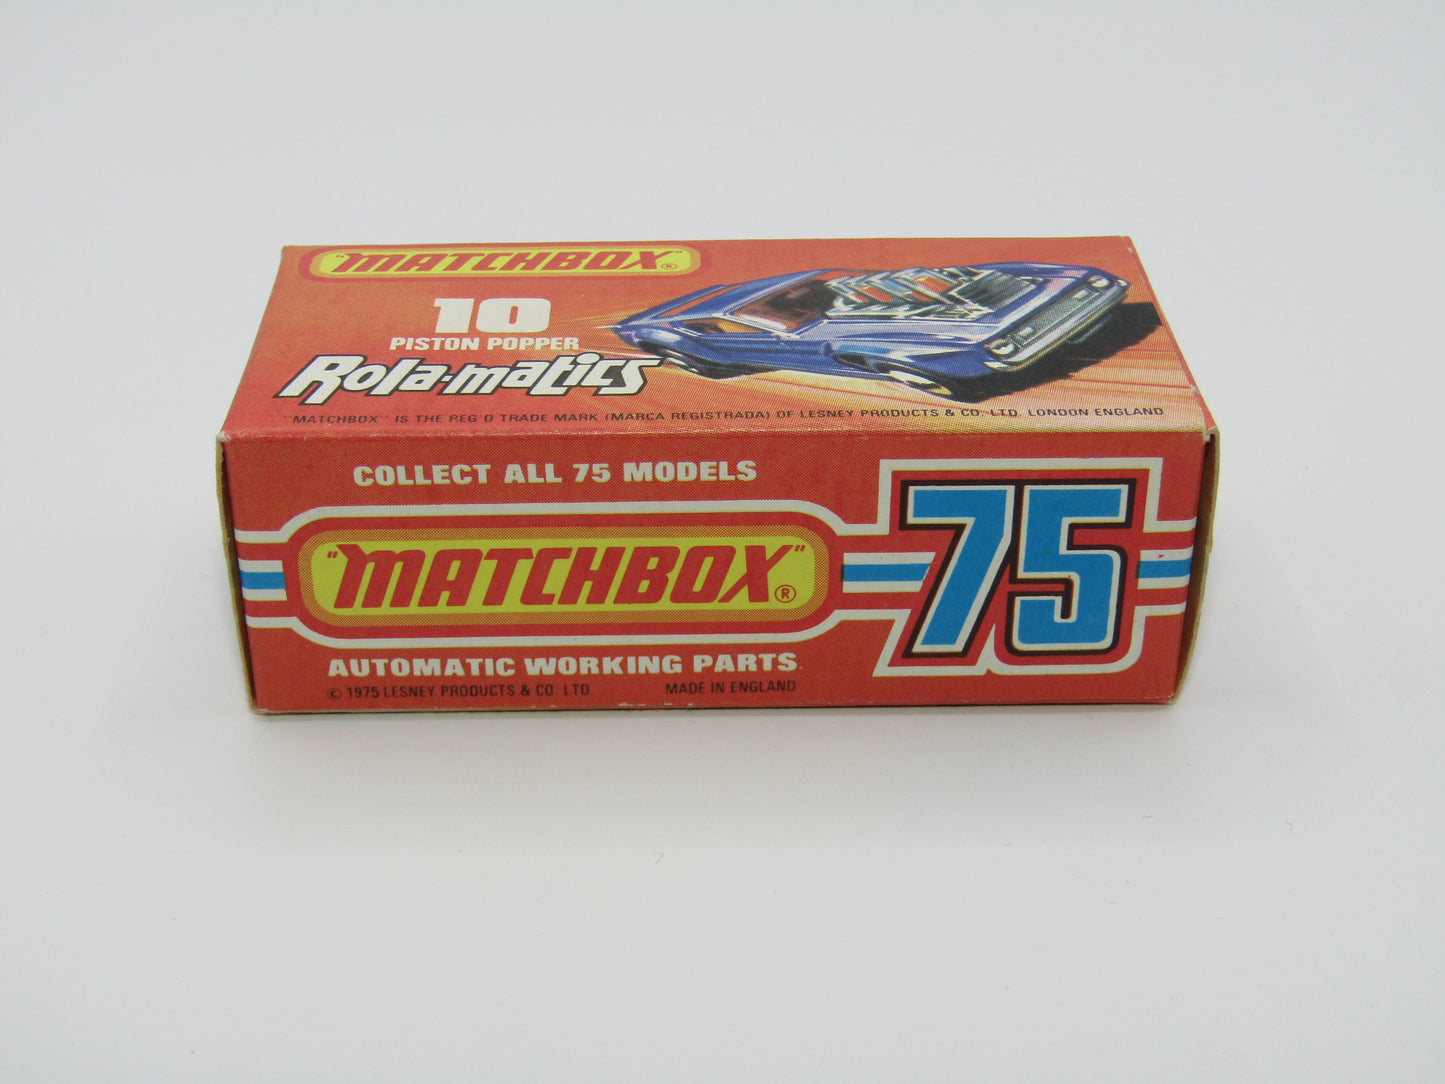 "MATCHBOX"®
10
PISTON POPPER
Rola-matics
"MATCHBOX" IS THE REG'D TRADE MARK (MARCA REGISTRADA) OF LESNEY PRODUCTS & CO. LTD. LONDON ENGLAND
COLLECT ALL 75 MODELS
"MATCHBOX"®
75
AUTOMATIC WORKING PARTS
© 1975 LESNEY PRODUCTS & CO. LTD. MADE IN ENGLAND